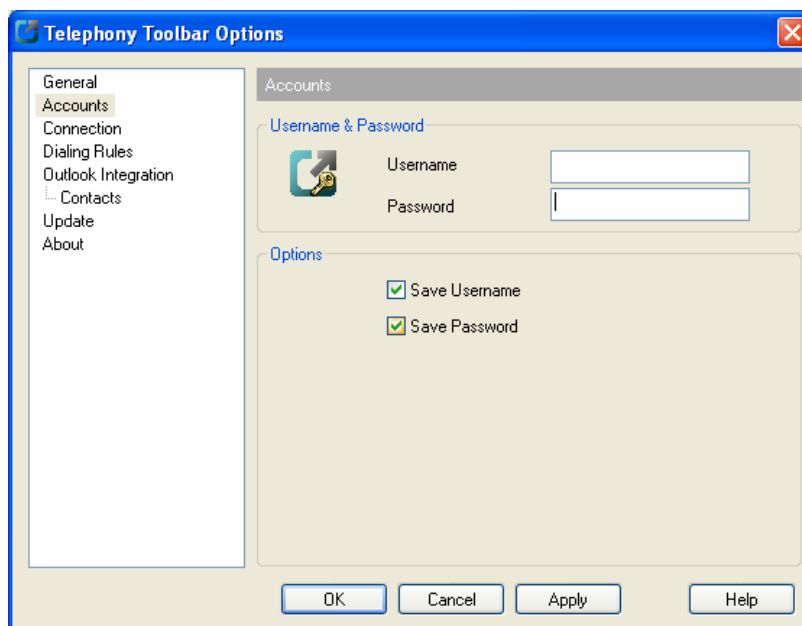 Telephony Toolbar Options
General
Accounts
Connection
Dialing Rules
Outlook Integration
Contacts
Update
About
Accounts
Username & Password
Username
Password
Options
Save Username
Save Password
OK
Cancel
Apply
Help